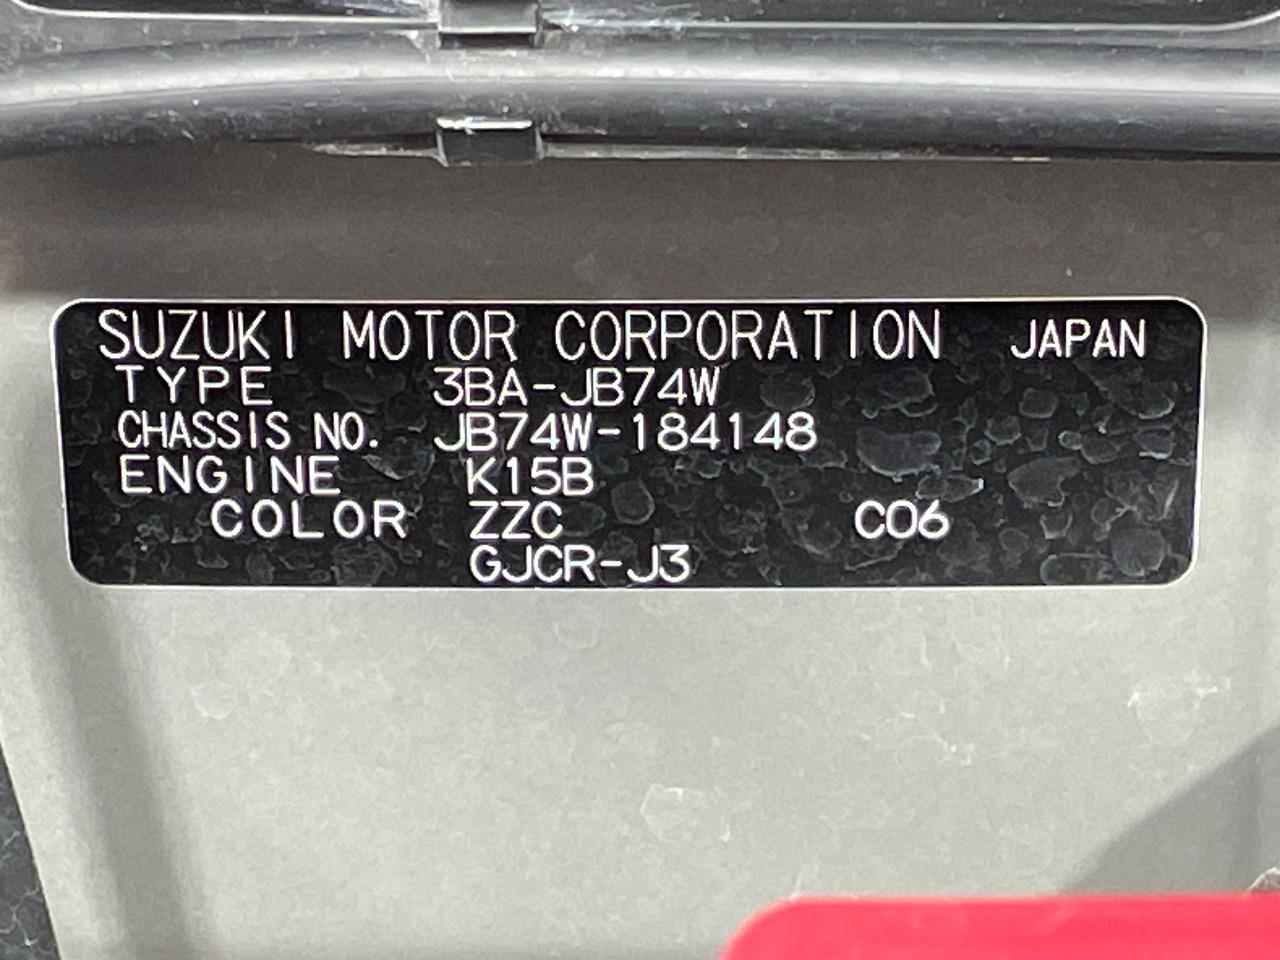 SUZUKI MOTOR CORPORATION JAPAN
TYPE 3BA-JB74W
CHASSIS NO. JB74W-184148
ENGINE K15B
COLOR ZZC C06
GJCR-J3